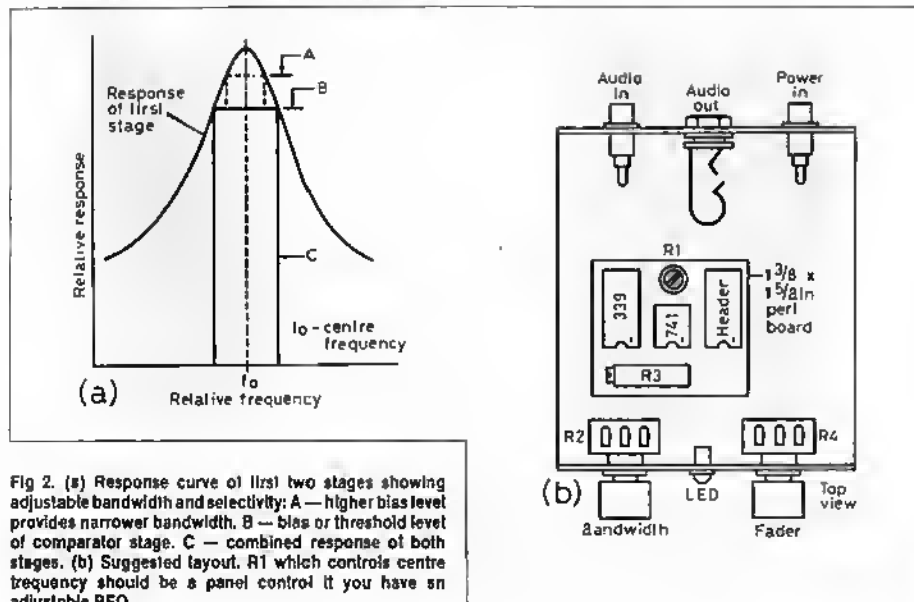 A
B
Response
of first
stage
C
Relative response
fo - centre
frequency
(a)
fo
Relative frequency
Audio
in
Audio
out
Power
in
R1
1 3/8 x
1 5/8in
perf
board
339
741
Header
R3
R2
R4
(b)
LED
Top
view
Bandwidth
Fader
Fig 2. (a) Response curve of first two stages showing
adjustable bandwidth and selectivity: A — higher bias level
provides narrower bandwidth. B — bias or threshold level
of comparator stage. C — combined response of both
stages. (b) Suggested layout. R1 which controls centre
frequency should be a panel control if you have an
adjustable BFO